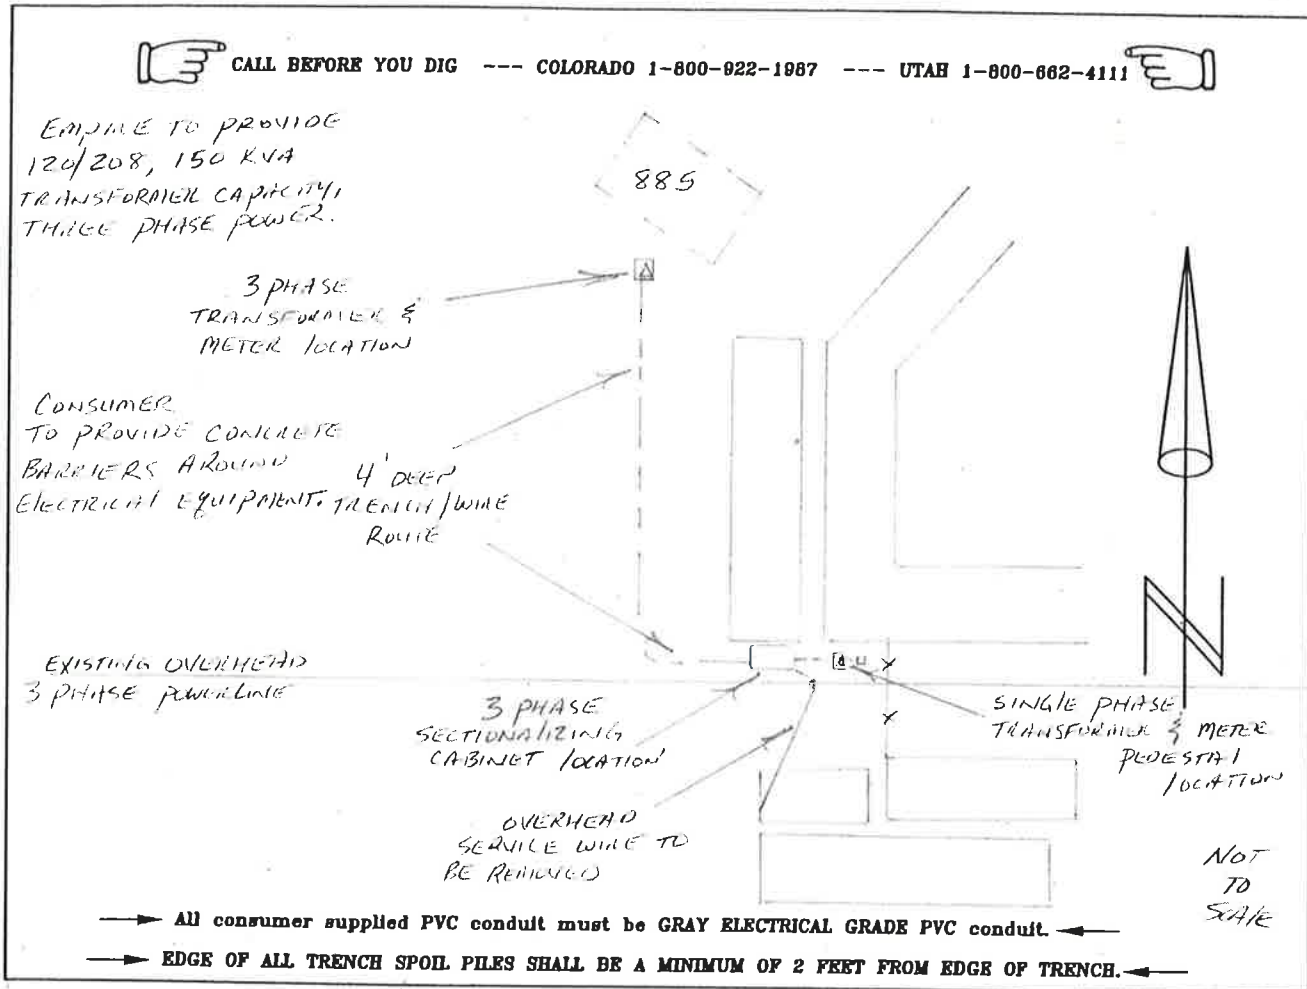 CALL BEFORE YOU DIG --- COLORADO 1-800-922-1987 --- UTAH 1-800-662-4111
EMPIRE TO PROVIDE
120/208, 150 KVA
TRANSFORMER CAPACITY,
THREE PHASE POWER.
885
3 PHASE
TRANSFORMER &
METER LOCATION
CONSUMER
TO PROVIDE CONCRETE
BARRIERS AROUND
ELECTRICAL EQUIPMENT.
4' DEEP
TRENCH/WIRE
ROUTE
N
EXISTING OVERHEAD
3 PHASE POWERLINE
3 PHASE
SECTIONALIZING
CABINET LOCATION
SINGLE PHASE
TRANSFORMER & METER
PEDESTAL
LOCATION
OVERHEAD
SERVICE WIRE TO
BE REMOVED
NOT
TO
SCALE
All consumer supplied PVC conduit must be GRAY ELECTRICAL GRADE PVC conduit.
EDGE OF ALL TRENCH SPOIL PILES SHALL BE A MINIMUM OF 2 FEET FROM EDGE OF TRENCH.